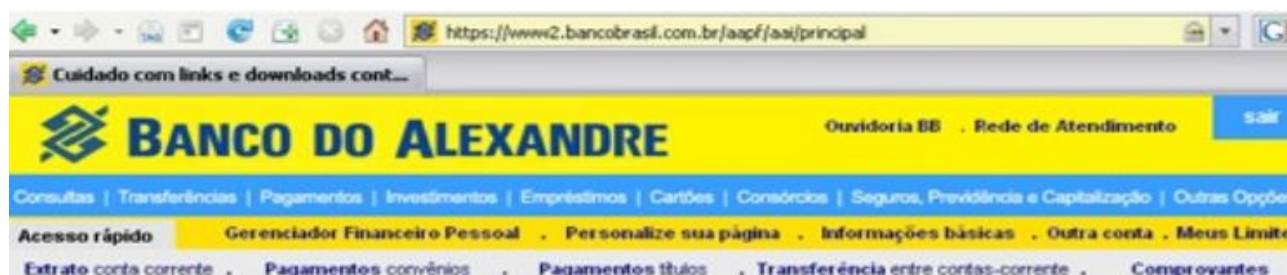 https://www2.bancobrasil.com.br/aapf/aai/principal
Cuidado com links e downloads cont...
BANCO DO ALEXANDRE
Ouvidoria BB . Rede de Atendimento
sair
Consultas | Transferências | Pagamentos | Investimentos | Empréstimos | Cartões | Consórcios | Seguros, Previdência e Capitalização | Outras Opçõe
Acesso rápido Gerenciador Financeiro Pessoal . Personalize sua página . Informações básicas . Outra conta . Meus Limite
Extrato conta corrente . Pagamentos convênios . Pagamentos títulos . Transferência entre contas-corrente . Comprovantes